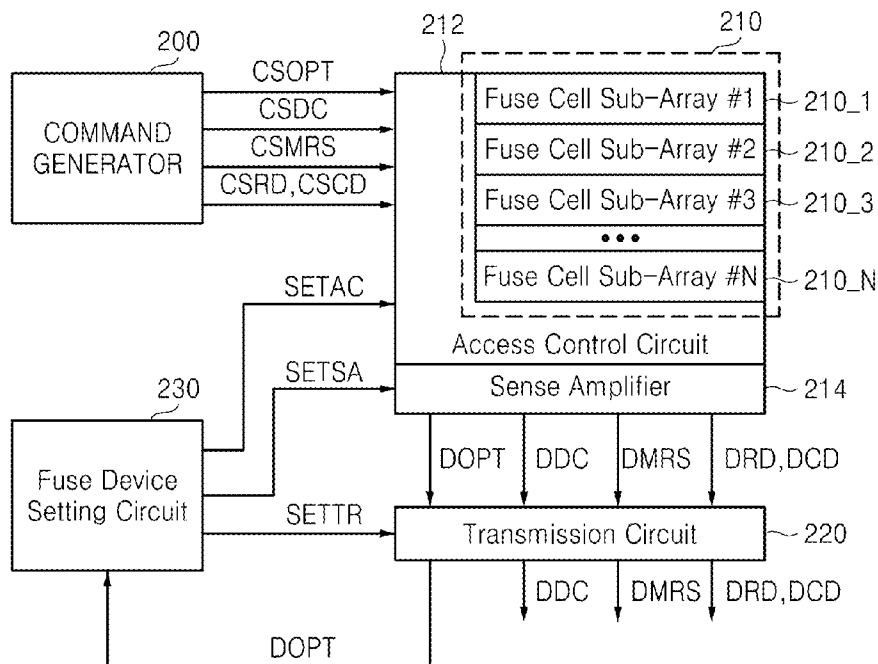 200
COMMAND
GENERATOR
CSOPT
CSDC
CSMRS
CSRD,CSCD
212
210
Fuse Cell Sub-Array #1
210_1
Fuse Cell Sub-Array #2
210_2
Fuse Cell Sub-Array #3
210_3
•••
Fuse Cell Sub-Array #N
210_N
Access Control Circuit
Sense Amplifier
214
SETAC
SETSA
230
Fuse Device
Setting Circuit
SETTR
DOPT
DDC
DMRS
DRD,DCD
Transmission Circuit
220
DDC
DMRS
DRD,DCD
DOPT